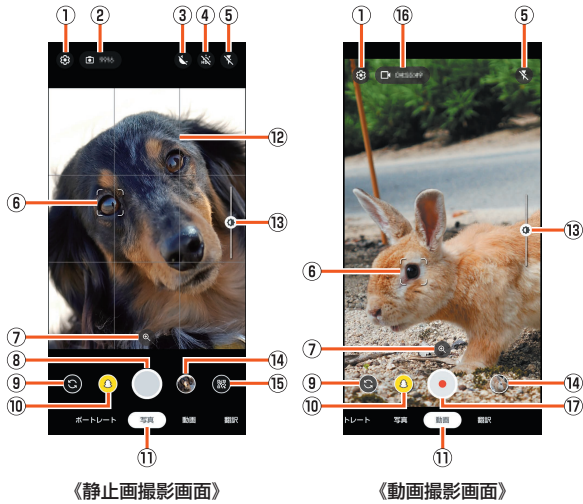 ① ② ③ ④ ⑤ ① ⑯ ⑤
9996
⑫
⑥
⑬ ⑬
⑥
⑦ ⑦
⑧
⑨ ⑭ ⑨ ⑭
⑩ ⑮ ⑩ ⑰
ポートレート 写真 動画 翻訳 トレート 写真 動画 翻訳
⑪ ⑪
《静止画撮影画面》 《動画撮影画面》